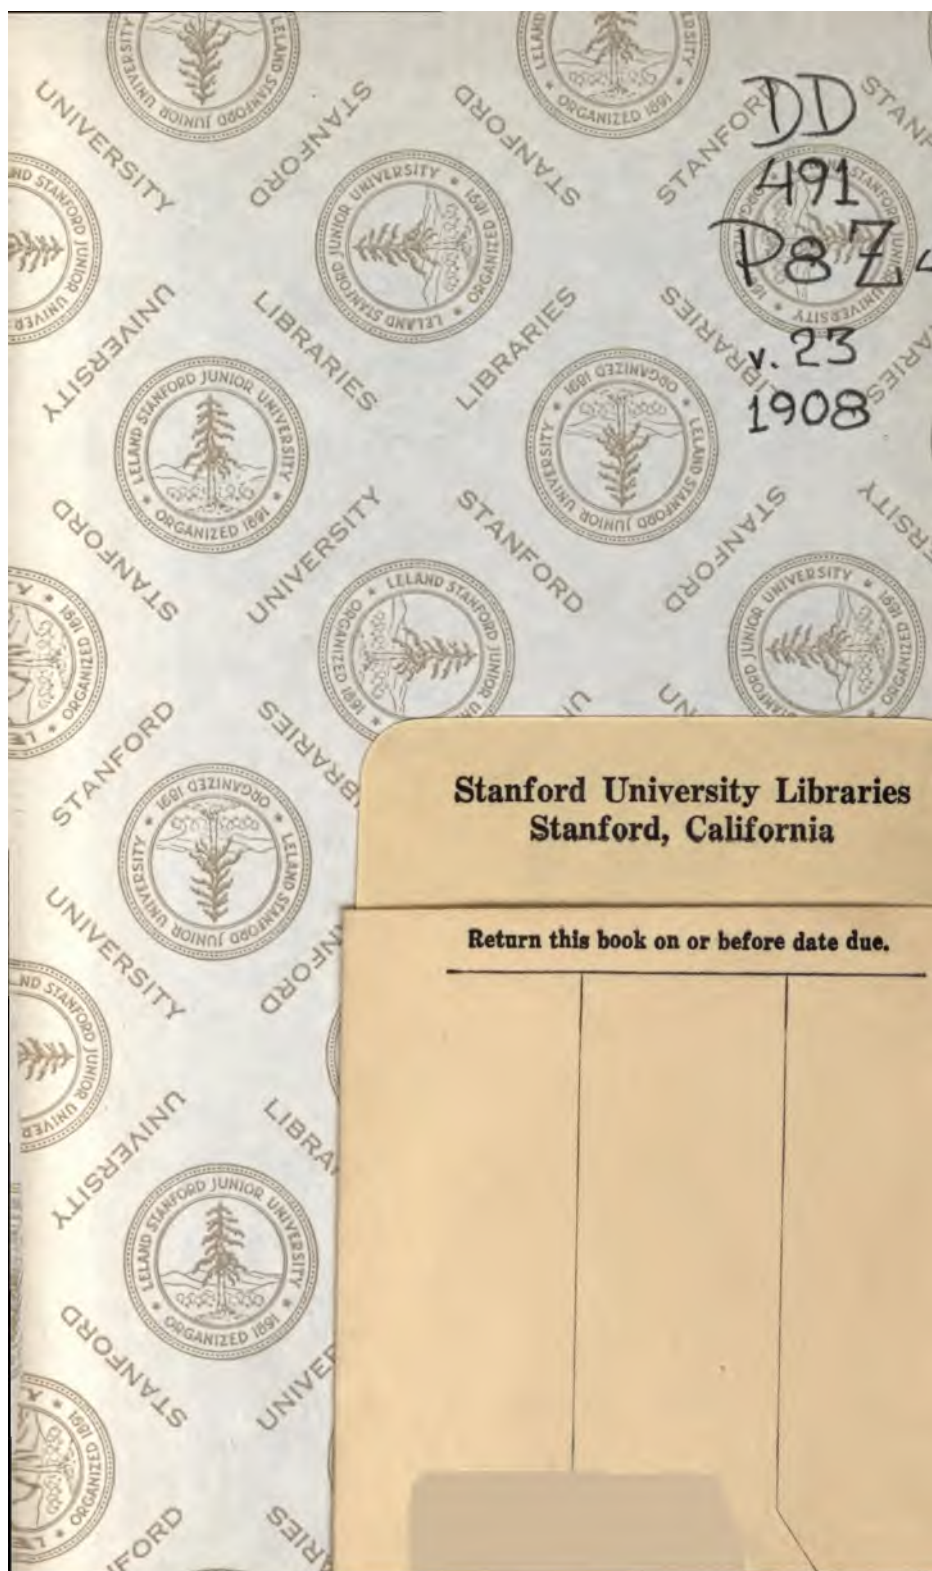 DD
491
P8Z4
v. 23
1908
LELAND STANFORD JUNIOR UNIVERSITY
ORGANIZED 1891
STANFORD
UNIVERSITY
LIBRARIES
Stanford University Libraries
Stanford, California
Return this book on or before date due.